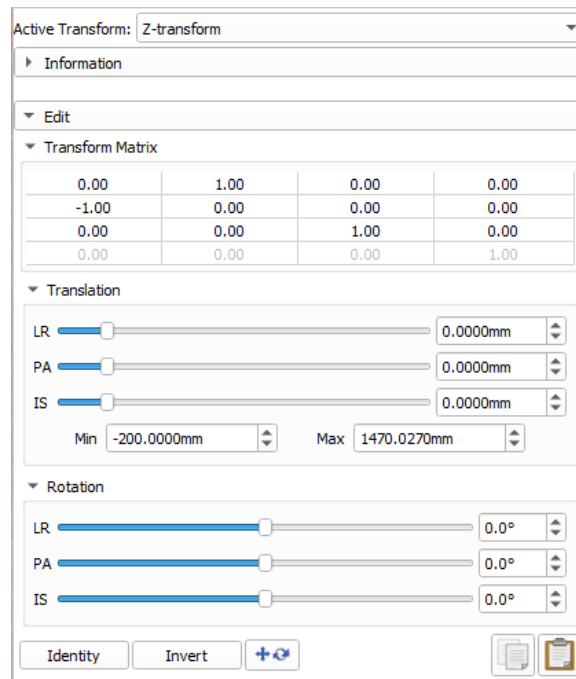 Active Transform: Z-transform
Information
Edit
Transform Matrix
0.00 1.00 0.00 0.00
-1.00 0.00 0.00 0.00
0.00 0.00 1.00 0.00
0.00 0.00 0.00 1.00
Translation
LR 0.0000mm
PA 0.0000mm
IS 0.0000mm
Min -200.0000mm Max 1470.0270mm
Rotation
LR 0.0°
PA 0.0°
IS 0.0°
Identity Invert